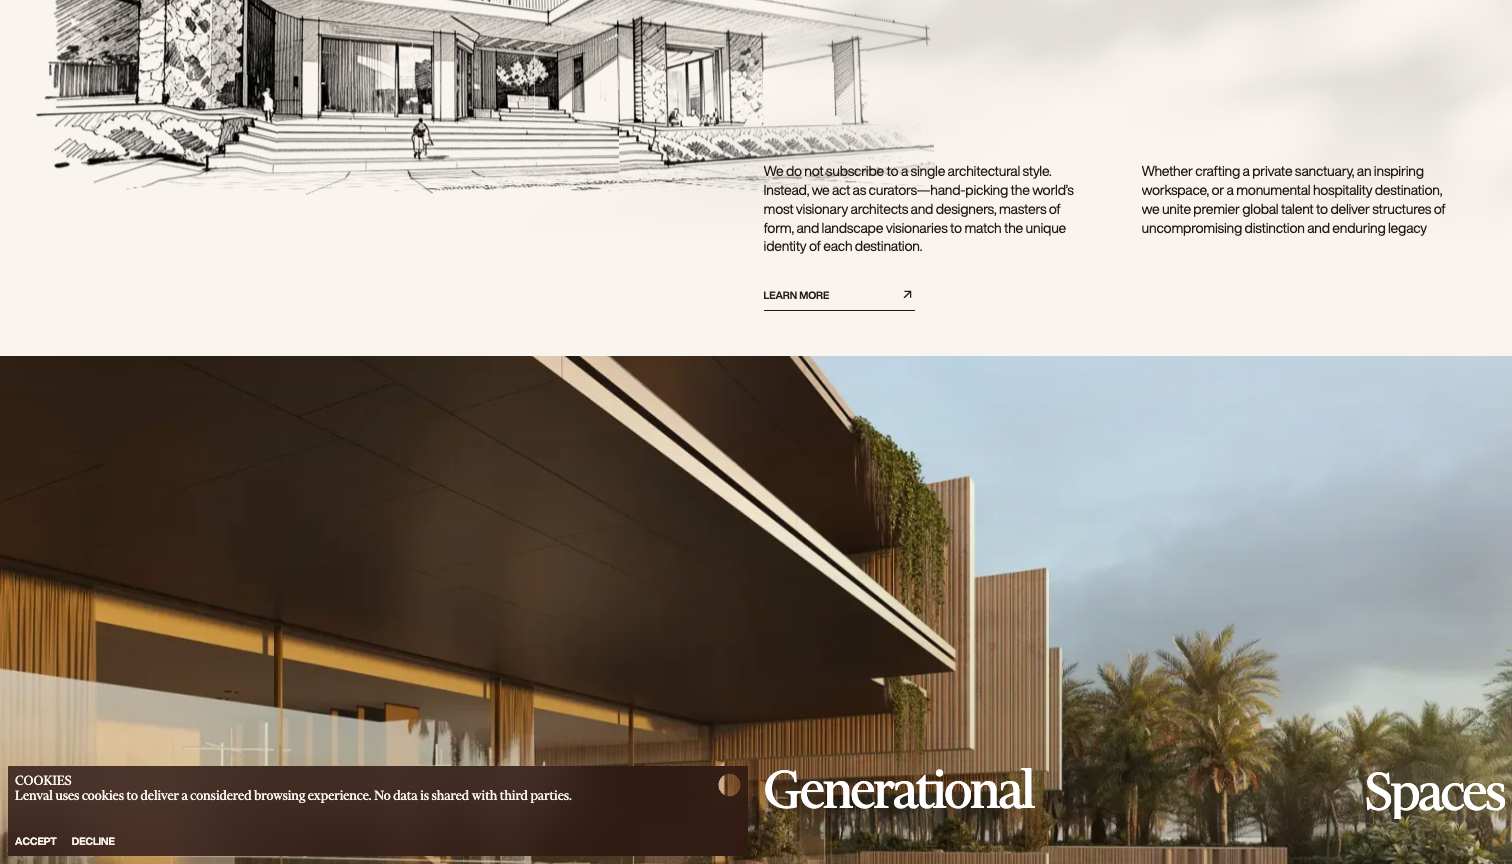 We do not subscribe to a single architectural style.
Instead, we act as curators—hand-picking the world's
most visionary architects and designers, masters of
form, and landscape visionaries to match the unique
identity of each destination.
Whether crafting a private sanctuary, an inspiring
workspace, or a monumental hospitality destination,
we unite premier global talent to deliver structures of
uncompromising distinction and enduring legacy
LEARN MORE
Generational
Spaces
COOKIES
Lenval uses cookies to deliver a considered browsing experience. No data is shared with third parties.
ACCEPT DECLINE